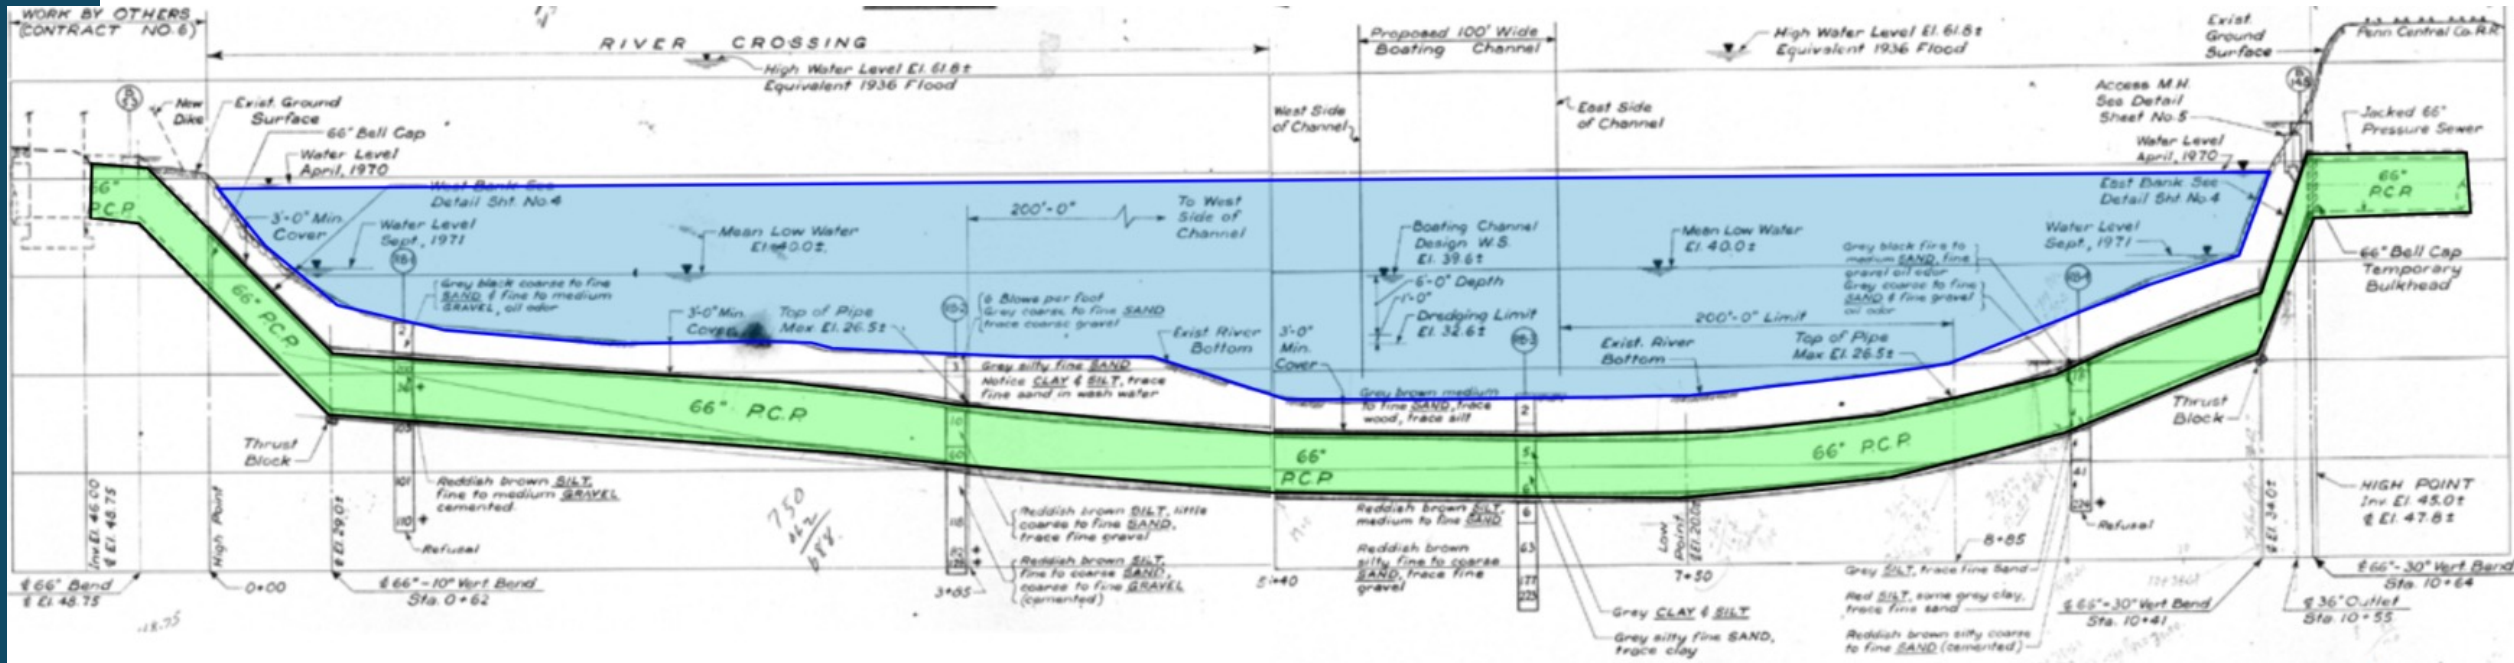 WORK BY OTHERS
(CONTRACT NO. 6)
RIVER CROSSING
High Water Level El. 61.8±
Equivalent 1936 Flood
Proposed 100' Wide
Boating Channel
High Water Level El. 61.8±
Equivalent 1936 Flood
Exist.
Ground
Surface
Penn Central Co. R.R.
New
Dike
Exist. Ground
Surface
66" Bell Cap
Water Level
April, 1970
West Side
of Channel
East Side
of Channel
Access M.H.
See Detail
Sheet No. 5
Jacked 66"
Pressure Sewer
Water Level
April, 1970
66"
P.C.P.
West Bank See
Detail Sht. No. 4
3'-0" Min.
Cover
Water Level
Sept., 1971
Mean Low Water
El. 40.0±
200'-0"
To West
Side of
Channel
Boating Channel
Design W.S.
El. 39.6±
Mean Low Water
El. 40.0±
Water Level
Sept., 1971
East Bank See
Detail Sht. No. 4
66"
P.C.P.
66" Bell Cap
Temporary
Bulkhead
RB-1
Grey black coarse to fine
SAND & fine to medium
GRAVEL, oil odor
3'-0" Min.
Cover
Top of Pipe
Max El. 26.5±
RB-2
6 Blows per foot
Grey coarse to fine SAND
trace coarse gravel
Exist River
Bottom
6'-0" Depth
1'-0"
Dredging Limit
El. 32.6±
RB-3
Grey black fine to
medium SAND, fine
gravel oil odor
Grey coarse to fine
SAND & fine gravel
oil odor
200'-0" Limit
3'-0"
Min.
Cover
Exist. River
Bottom
Top of Pipe
Max El. 26.5±
66" P.C.P.
Grey silty fine SAND
Notice CLAY & SILT, trace
fine sand in wash water
Grey brown medium
to fine SAND, trace
wood, trace silt
66" P.C.P.
66"
P.C.P.
66" P.C.P.
Thrust
Block
Thrust
Block
Reddish brown SILT,
fine to medium GRAVEL
cemented.
Refusal
Reddish brown SILT, little
coarse to fine SAND,
trace fine gravel
Reddish brown SILT,
fine to coarse SAND,
coarse to fine GRAVEL
(cemented)
Reddish brown SILT,
medium to fine SAND
Reddish brown
silty fine to coarse
SAND, trace fine
gravel
Refusal
HIGH POINT
Inv. El. 45.0±
℄ El. 47.8±
Inv. El. 46.00
℄ El. 48.75
High Point
℄ El. 29.0±
Low
Point
℄ El. 20.0±
℄ El. 34.0±
750
688
8+85
Grey SILT, trace fine Sand
Red SILT, some grey clay,
trace fine sand
Reddish brown silty coarse
to fine SAND (cemented)
Grey CLAY & SILT
Grey silty fine SAND,
trace clay
℄ 66" Bend
℄ El. 48.75
0+00
℄ 66"-10° Vert Bend
Sta. 0+62
3+85
5+40
7+50
℄ 66"-30° Vert Bend
Sta. 10+41
℄ 36" Outlet
Sta. 10+55
℄ 66"-30° Vert Bend
Sta. 10+64